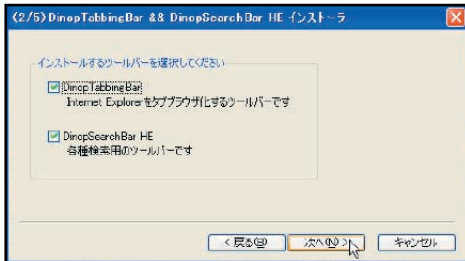 (2/5)DinopTabbingBar && DinopSearchBar HE インストーラ
インストールするツールバーを選択してください
DinopTabbingBar
Internet Explorerをタブブラウザ化するツールバーです
DinopSearchBar HE
各種検索用のツールバーです
< 戻る(B) 次へ(N) > キャンセル